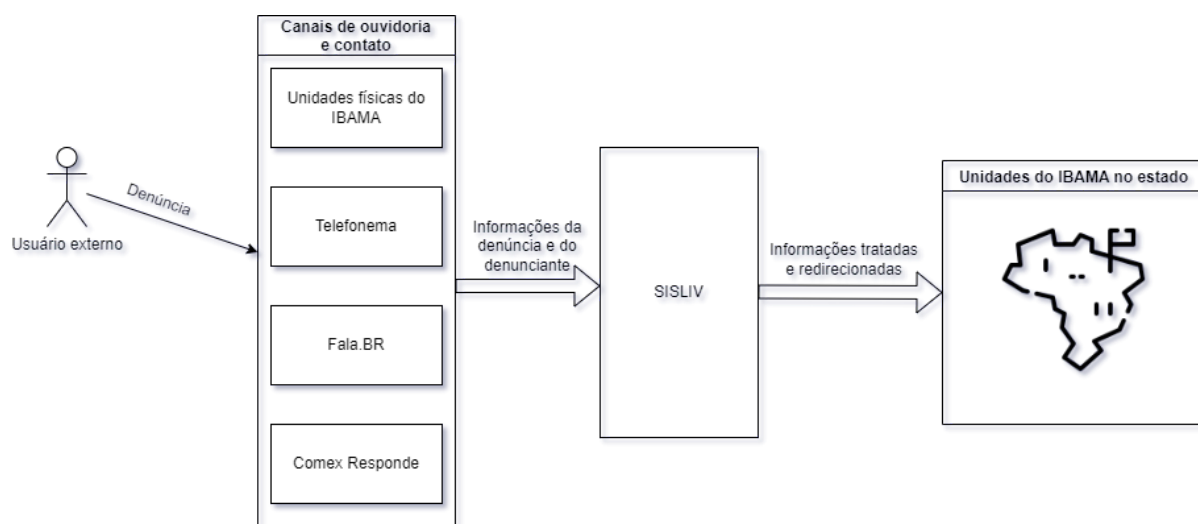 Canais de ouvidoria
e contato
Unidades físicas do
IBAMA
Telefonema
Fala.BR
Comex Responde
Denúncia
Usuário externo
Informações da
denúncia e do
denunciante
SISLIV
Informações tratadas
e redirecionadas
Unidades do IBAMA no estado